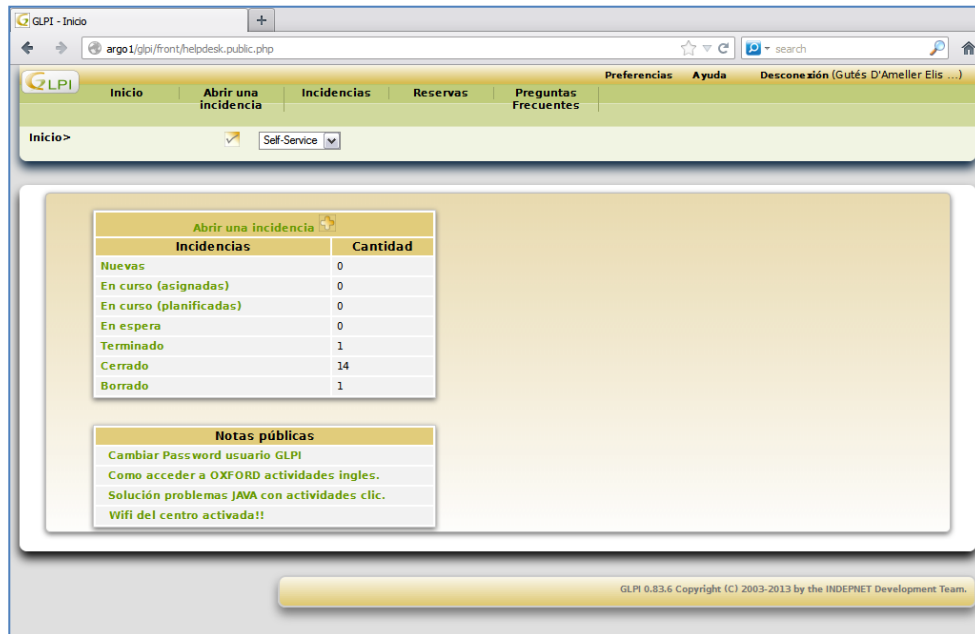 GLPI - Inicio
argo1/glpi/front/helpdesk.public.php
search
GLPI
Preferencias Ayuda Desconexión (Gutés D'Ameller Elis ...)
Inicio Abrir una incidencia Incidencias Reservas Preguntas Frecuentes
Inicio> Self-Service
Abrir una incidencia
Incidencias Cantidad
Nuevas 0
En curso (asignadas) 0
En curso (planificadas) 0
En espera 0
Terminado 1
Cerrado 14
Borrado 1
Notas públicas
Cambiar Password usuario GLPI
Como acceder a OXFORD actividades ingles.
Solución problemas JAVA con actividades clic.
Wifi del centro activada!!
GLPI 0.83.6 Copyright (C) 2003-2013 by the INDEPNET Development Team.